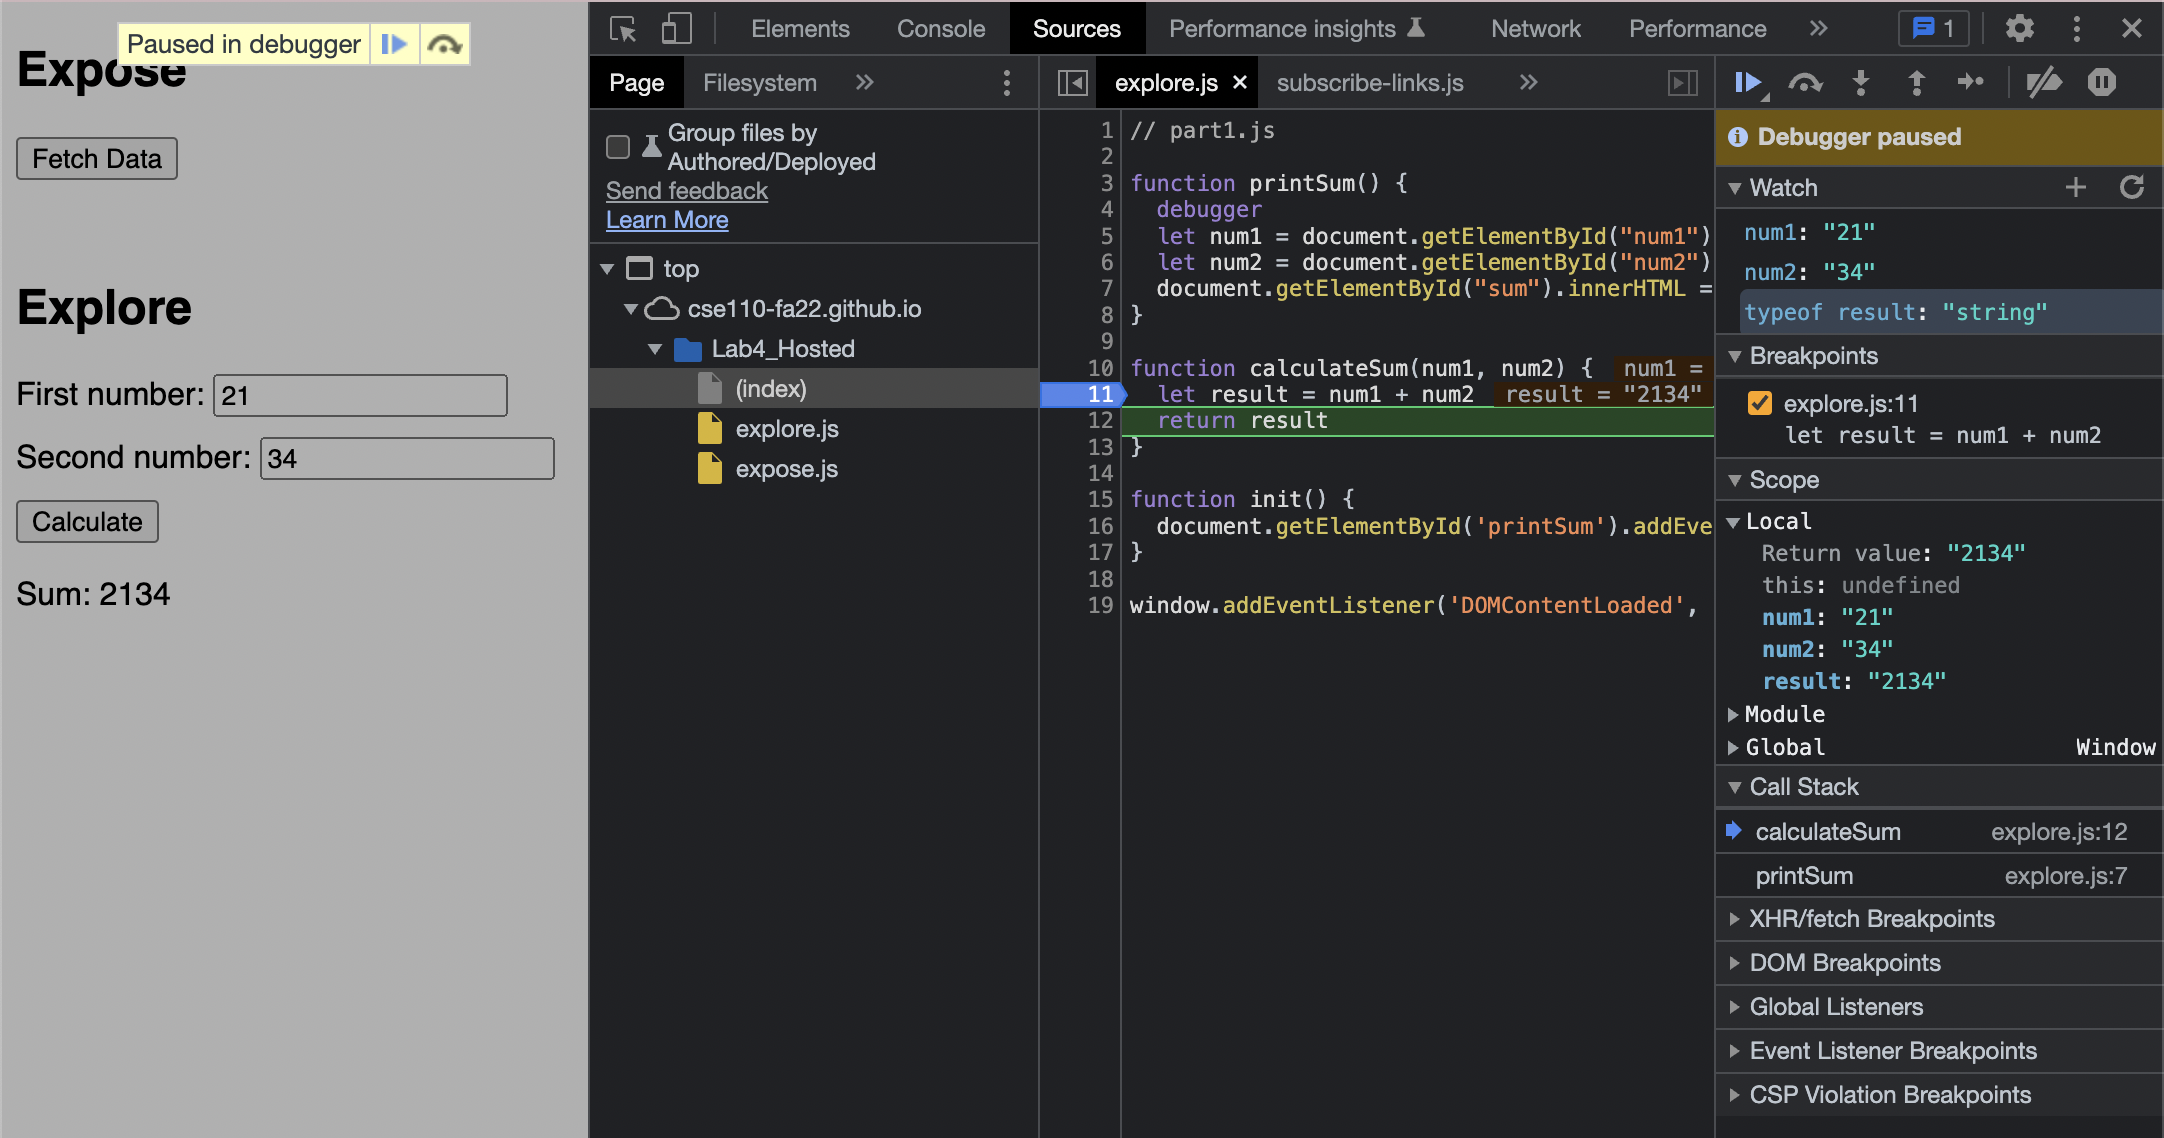 Paused in debugger
Expose
Fetch Data
Explore
First number: 21
Second number: 34
Calculate
Sum: 2134
Elements Console Sources Performance insights Network Performance 1
Page Filesystem
Group files by
Authored/Deployed
Send feedback
Learn More
top
cse110-fa22.github.io
Lab4_Hosted
(index)
explore.js
expose.js
explore.js subscribe-links.js
1 // part1.js
2
3 function printSum() {
4 debugger
5 let num1 = document.getElementById("num1")
6 let num2 = document.getElementById("num2")
7 document.getElementById("sum").innerHTML =
8 }
9
10 function calculateSum(num1, num2) { num1 =
11 let result = num1 + num2 result = "2134"
12 return result
13 }
14
15 function init() {
16 document.getElementById('printSum').addEve
17 }
18
19 window.addEventListener('DOMContentLoaded',
Debugger paused
Watch
num1: "21"
num2: "34"
typeof result: "string"
Breakpoints
explore.js:11
let result = num1 + num2
Scope
Local
Return value: "2134"
this: undefined
num1: "21"
num2: "34"
result: "2134"
Module
Global Window
Call Stack
calculateSum explore.js:12
printSum explore.js:7
XHR/fetch Breakpoints
DOM Breakpoints
Global Listeners
Event Listener Breakpoints
CSP Violation Breakpoints